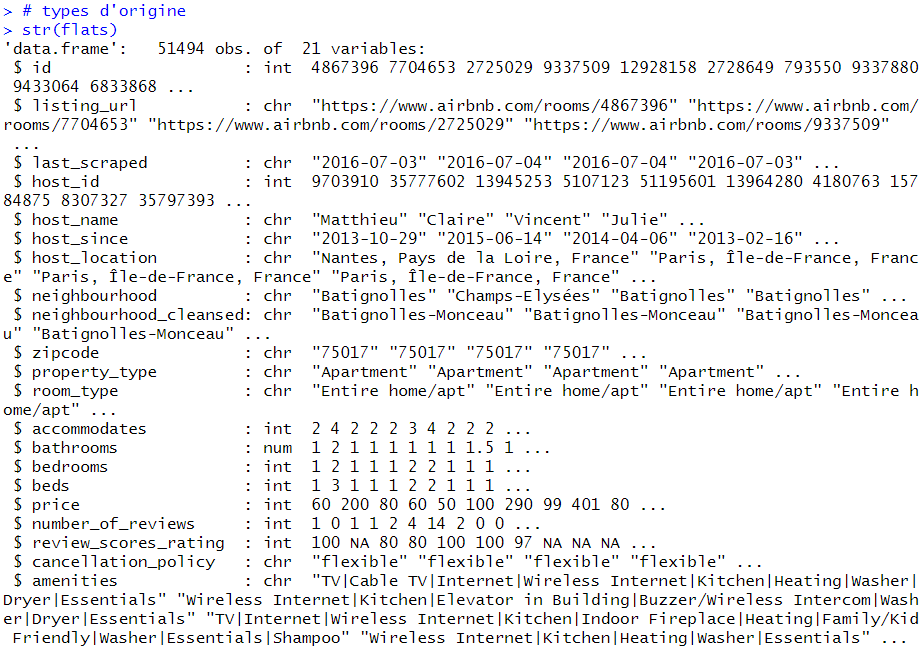 > # types d'origine
> str(flats)
'data.frame':   51494 obs. of  21 variables:
 $ id                    : int  4867396 7704653 2725029 9337509 12928158 2728649 793550 9337880
 9433064 6833868 ...
 $ listing_url           : chr  "https://www.airbnb.com/rooms/4867396" "https://www.airbnb.com/
rooms/7704653" "https://www.airbnb.com/rooms/2725029" "https://www.airbnb.com/rooms/9337509"
 ...
 $ last_scraped          : chr  "2016-07-03" "2016-07-04" "2016-07-04" "2016-07-03" ...
 $ host_id               : int  9703910 35777602 13945253 5107123 51195601 13964280 4180763 157
84875 8307327 35797393 ...
 $ host_name             : chr  "Matthieu" "Claire" "Vincent" "Julie" ...
 $ host_since            : chr  "2013-10-29" "2015-06-14" "2014-04-06" "2013-02-16" ...
 $ host_location         : chr  "Nantes, Pays de la Loire, France" "Paris, Île-de-France, Franc
e" "Paris, Île-de-France, France" "Paris, Île-de-France, France" ...
 $ neighbourhood         : chr  "Batignolles" "Champs-Elysées" "Batignolles" "Batignolles" ...
 $ neighbourhood_cleansed: chr  "Batignolles-Monceau" "Batignolles-Monceau" "Batignolles-Moncea
u" "Batignolles-Monceau" ...
 $ zipcode               : chr  "75017" "75017" "75017" "75017" ...
 $ property_type         : chr  "Apartment" "Apartment" "Apartment" "Apartment" ...
 $ room_type             : chr  "Entire home/apt" "Entire home/apt" "Entire home/apt" "Entire h
ome/apt" ...
 $ accommodates          : int  2 4 2 2 2 3 4 2 2 2 ...
 $ bathrooms             : num  1 2 1 1 1 1 1 1 1.5 1 ...
 $ bedrooms              : int  1 2 1 1 1 2 2 1 1 1 ...
 $ beds                  : int  1 3 1 1 1 2 2 1 1 1 ...
 $ price                 : int  60 200 80 60 50 100 290 99 401 80 ...
 $ number_of_reviews     : int  1 0 1 1 2 4 14 2 0 0 ...
 $ review_scores_rating  : int  100 NA 80 80 100 100 97 NA NA NA ...
 $ cancellation_policy   : chr  "flexible" "flexible" "flexible" "flexible" ...
 $ amenities             : chr  "TV|Cable TV|Internet|Wireless Internet|Kitchen|Heating|Washer|
Dryer|Essentials" "Wireless Internet|Kitchen|Elevator in Building|Buzzer/Wireless Intercom|Wash
er|Dryer|Essentials" "TV|Internet|Wireless Internet|Kitchen|Indoor Fireplace|Heating|Family/Kid
 Friendly|Washer|Essentials|Shampoo" "Wireless Internet|Kitchen|Heating|Washer|Essentials" ...